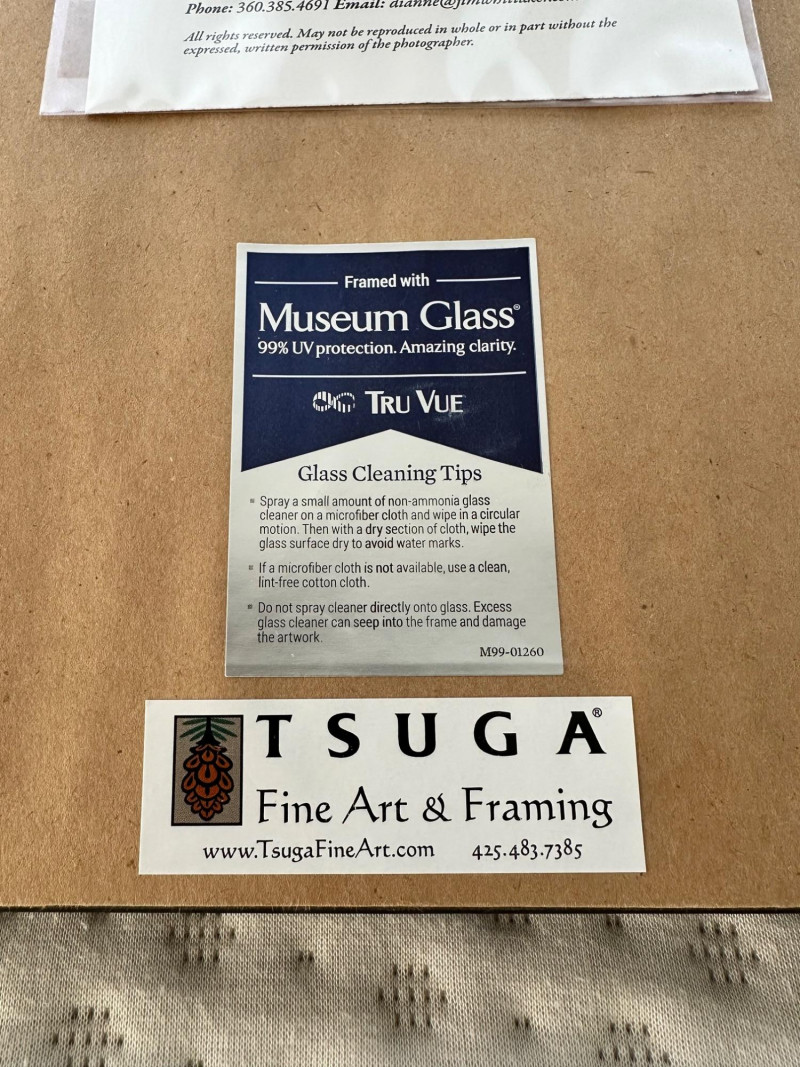 Phone: 360.385.4691 Email:
All rights reserved. May not be reproduced in whole or in part without the
expressed, written permission of the photographer.
Framed with
Museum Glass®
99% UV protection. Amazing clarity.
TRU VUE
Glass Cleaning Tips
▪ Spray a small amount of non-ammonia glass
cleaner on a microfiber cloth and wipe in a circular
motion. Then with a dry section of cloth, wipe the
glass surface dry to avoid water marks.
▪ If a microfiber cloth is not available, use a clean,
lint-free cotton cloth.
▪ Do not spray cleaner directly onto glass. Excess
glass cleaner can seep into the frame and damage
the artwork.
M99-01260
TSUGA®
Fine Art & Framing
www.TsugaFineArt.com 425.483.7385